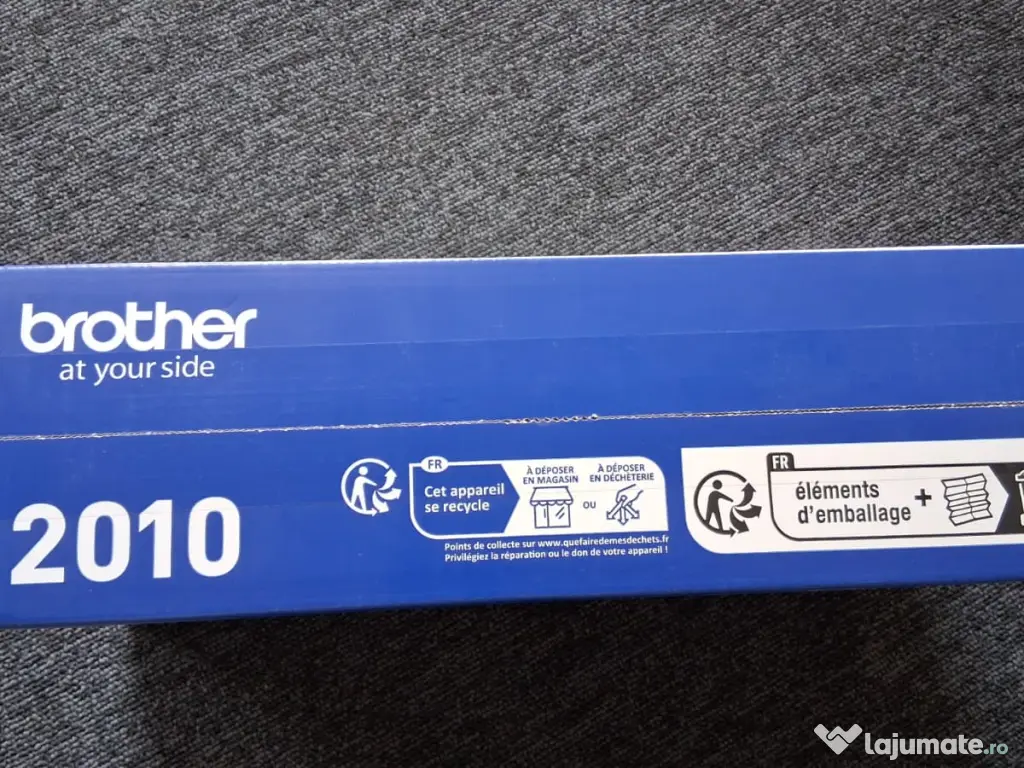 brother
at your side
2010
FR
Cet appareil
se recycle
À DÉPOSER
EN MAGASIN
OU
À DÉPOSER
EN DÉCHÈTERIE
Points de collecte sur www.quefairedemesdechets.fr
Privilégiez la réparation ou le don de votre appareil !
FR
éléments
d'emballage
+
lajumate.ro